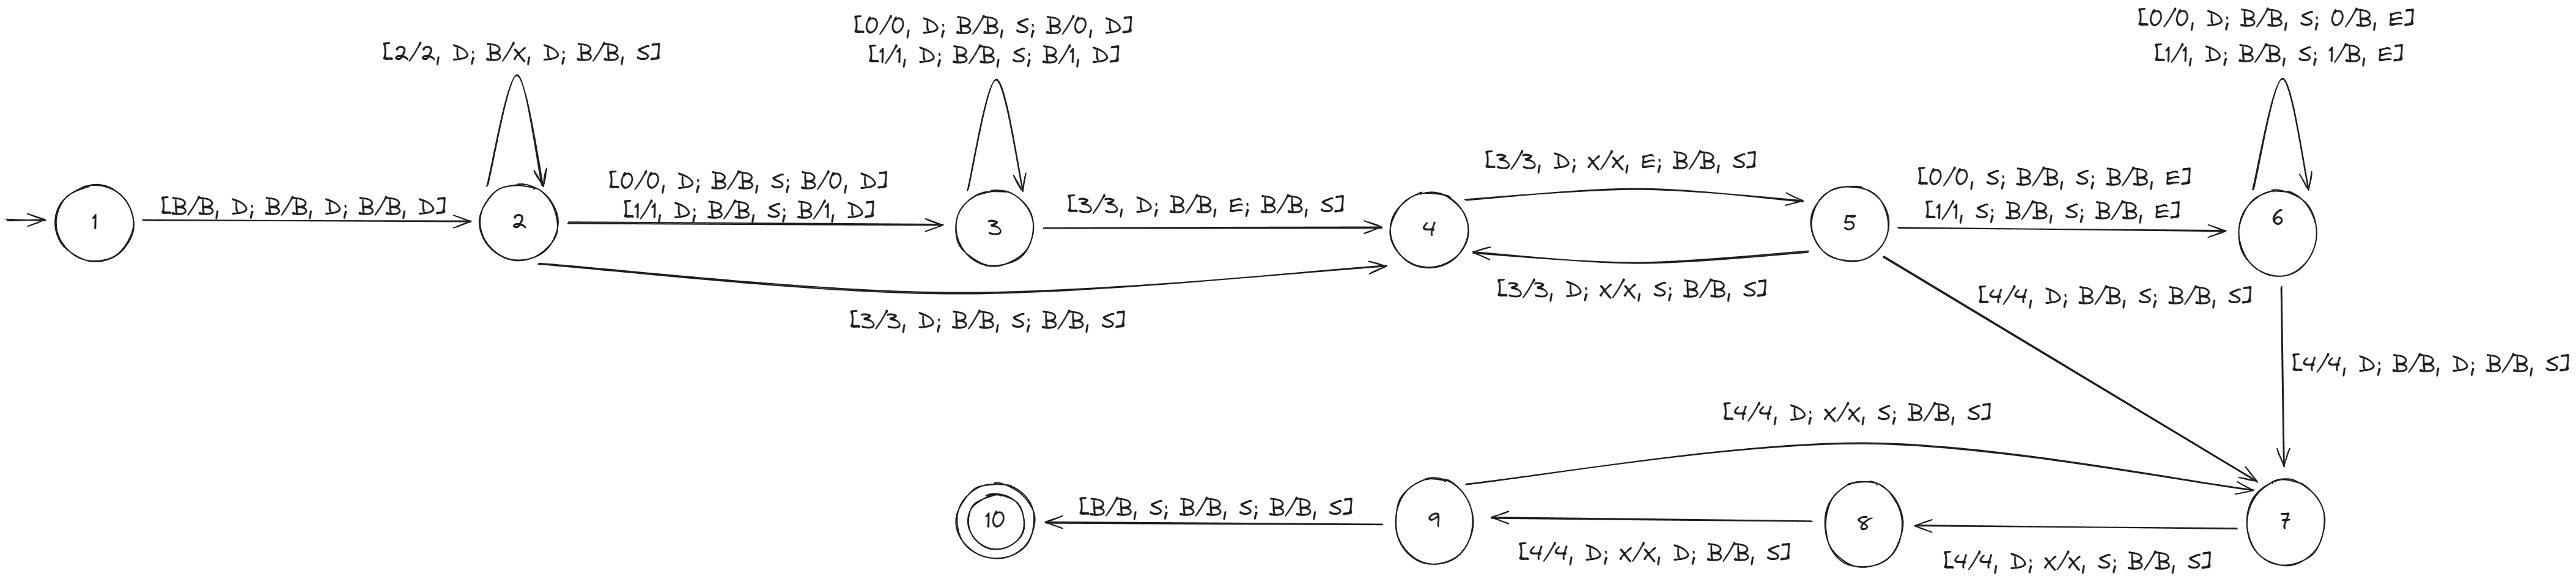 [0/0, D; B/B, S; B/0, D]
[1/1, D; B/B, S; B/1, D]
[0/0, D; B/B, S; 0/B, E]
[1/1, D; B/B, S; 1/B, E]
[2/2, D; B/x, D; B/B, S]
[3/3, D; x/x, E; B/B, S]
[0/0, D; B/B, S; B/0, D]
[1/1, D; B/B, S; B/1, D]
[0/0, S; B/B, S; B/B, E]
[1/1, S; B/B, S; B/B, E]
[B/B, D; B/B, D; B/B, D]
[3/3, D; B/B, E; B/B, S]
1
2
3
4
5
6
[3/3, D; x/x, S; B/B, S]
[4/4, D; B/B, S; B/B, S]
[3/3, D; B/B, S; B/B, S]
[4/4, D; B/B, D; B/B, S]
[4/4, D; x/x, S; B/B, S]
[B/B, S; B/B, S; B/B, S]
10
9
8
7
[4/4, D; x/x, D; B/B, S]
[4/4, D; x/x, S; B/B, S]